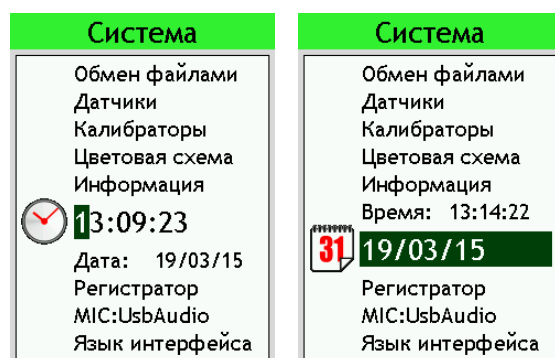 Система
Обмен файлами
Датчики
Калибраторы
Цветовая схема
Информация
13:09:23
Дата: 19/03/15
Регистратор
MIC:UsbAudio
Язык интерфейса
Система
Обмен файлами
Датчики
Калибраторы
Цветовая схема
Информация
Время: 13:14:22
31
19/03/15
Регистратор
MIC:UsbAudio
Язык интерфейса